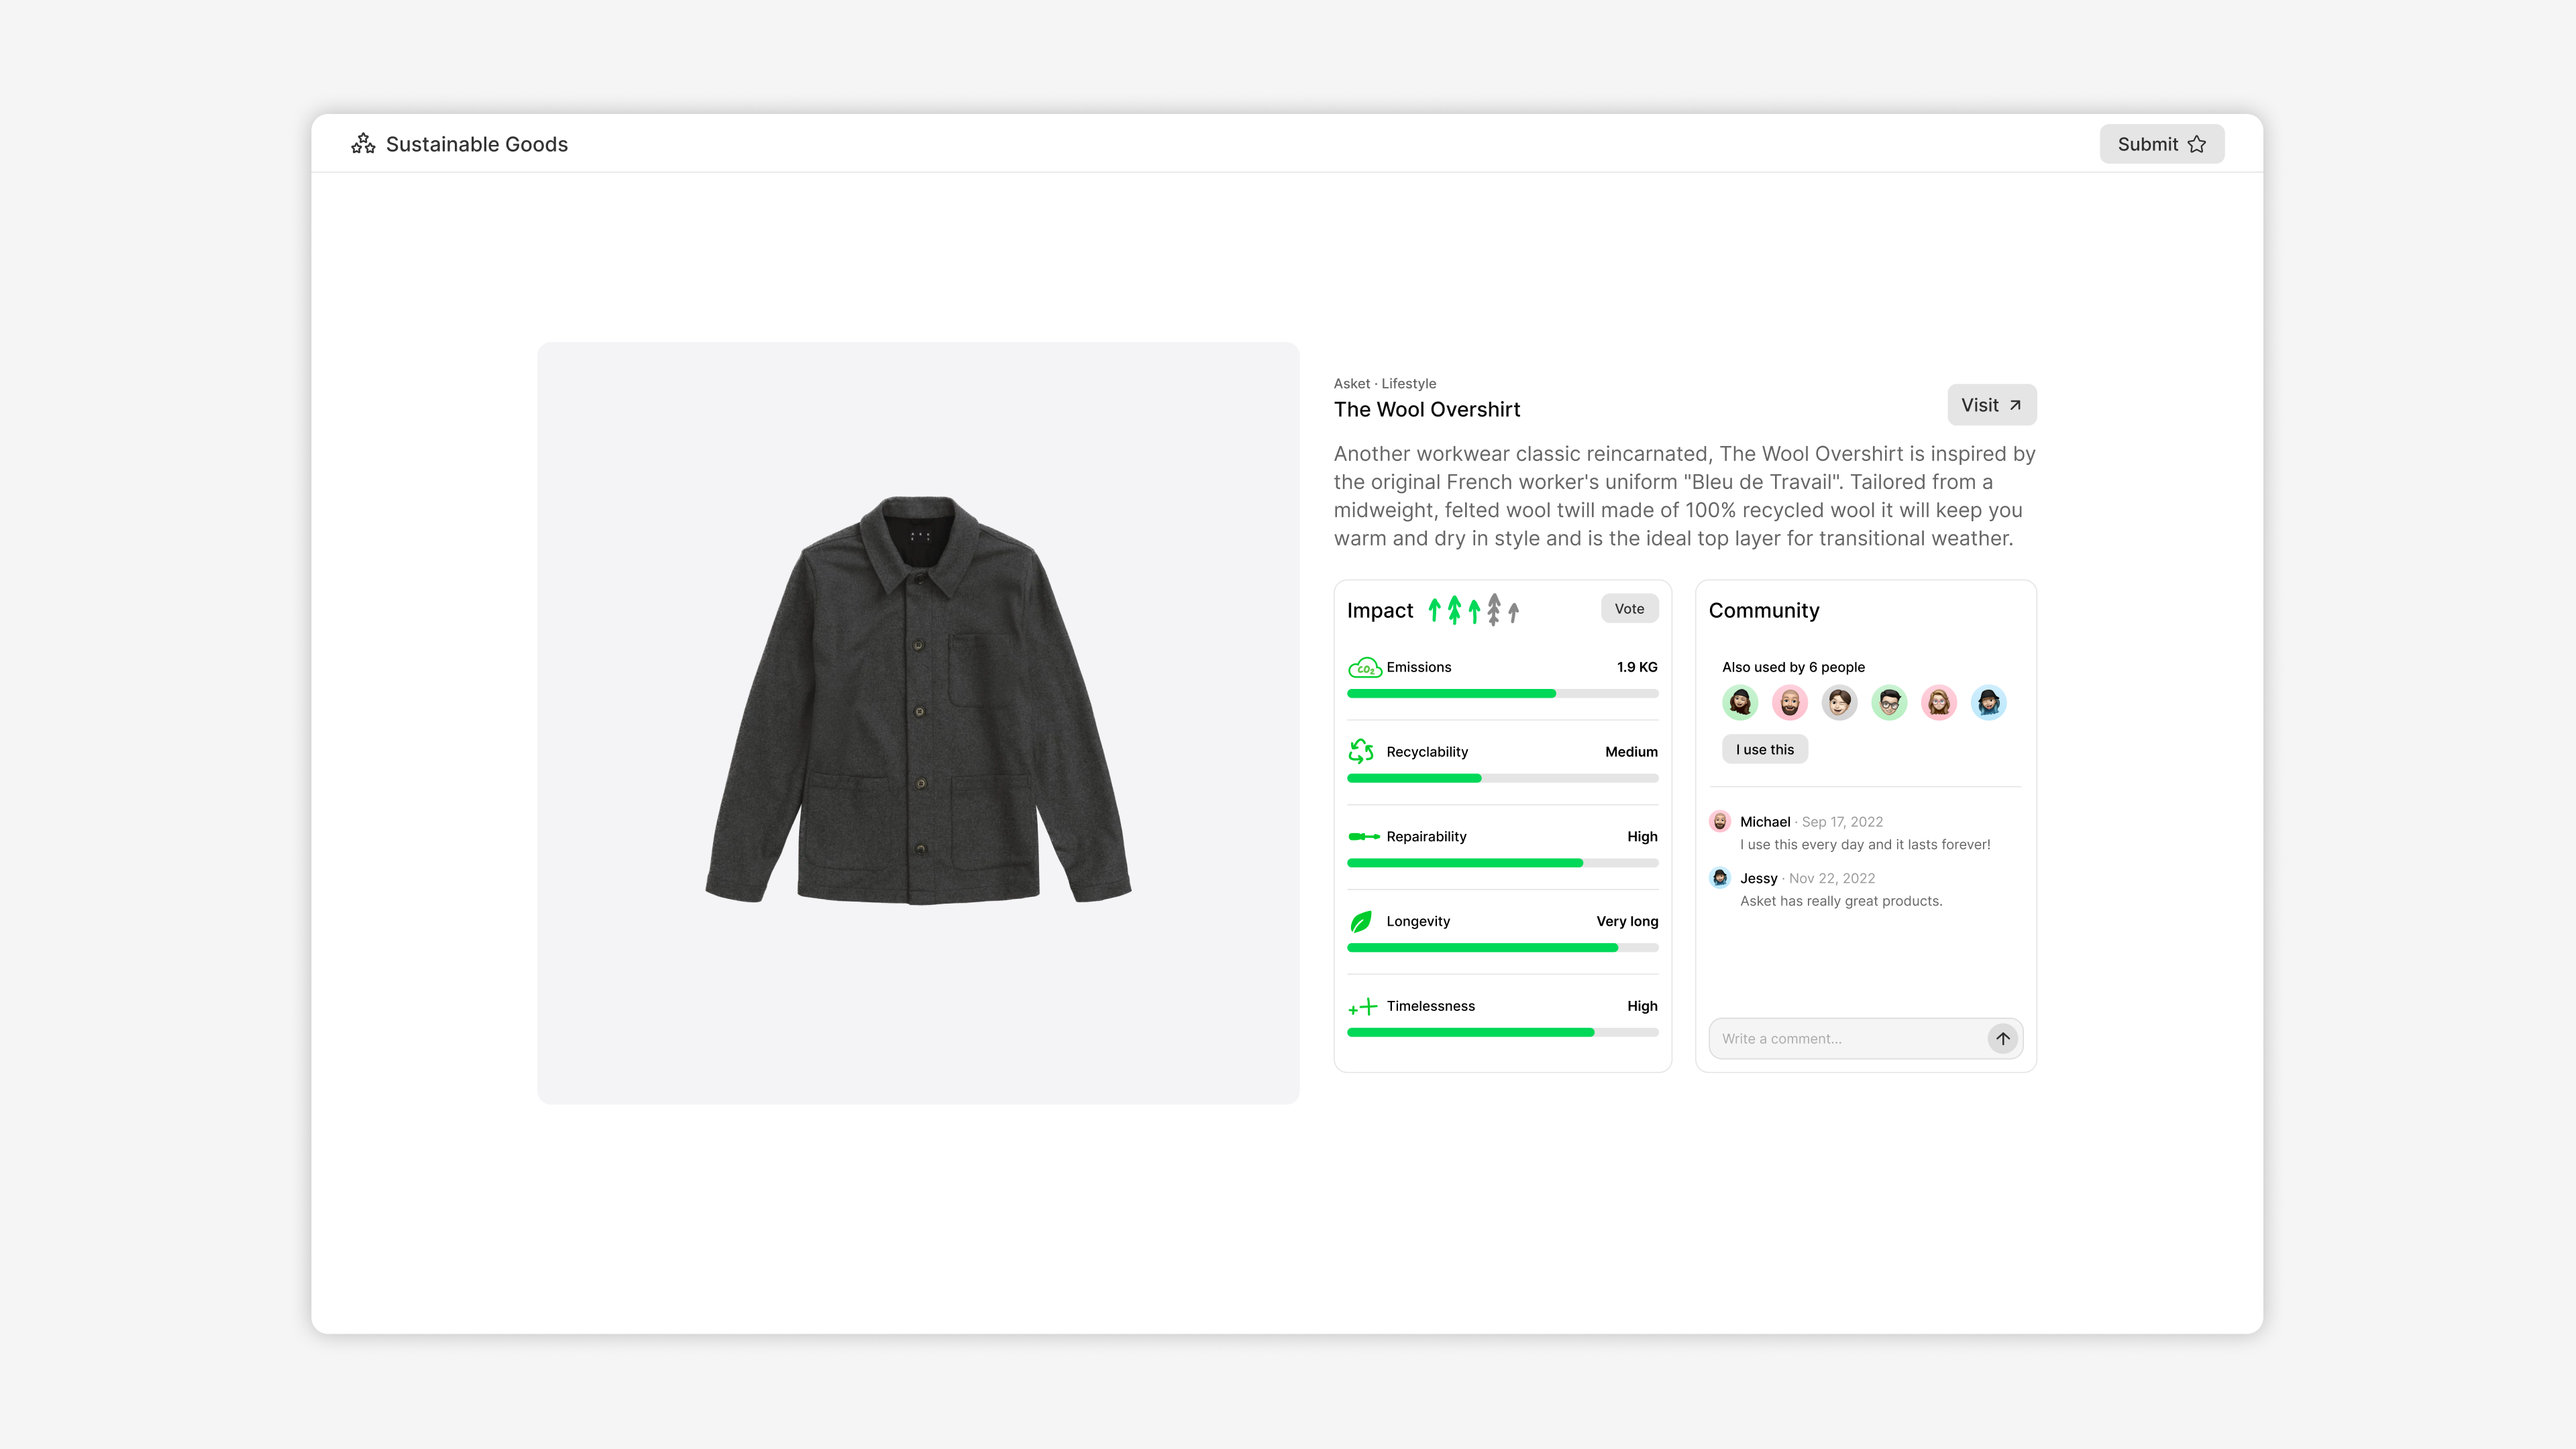 Sustainable Goods
Submit
Asket · Lifestyle
The Wool Overshirt
Visit
Another workwear classic reincarnated, The Wool Overshirt is inspired by
the original French worker's uniform "Bleu de Travail". Tailored from a
midweight, felted wool twill made of 100% recycled wool it will keep you
warm and dry in style and is the ideal top layer for transitional weather.
Impact
Vote
CO₂
Emissions
1.9 KG
Recyclability
Medium
Repairability
High
Longevity
Very long
Timelessness
High
Community
Also used by 6 people
I use this
Michael · Sep 17, 2022
I use this every day and it lasts forever!
Jessy · Nov 22, 2022
Asket has really great products.
Write a comment...